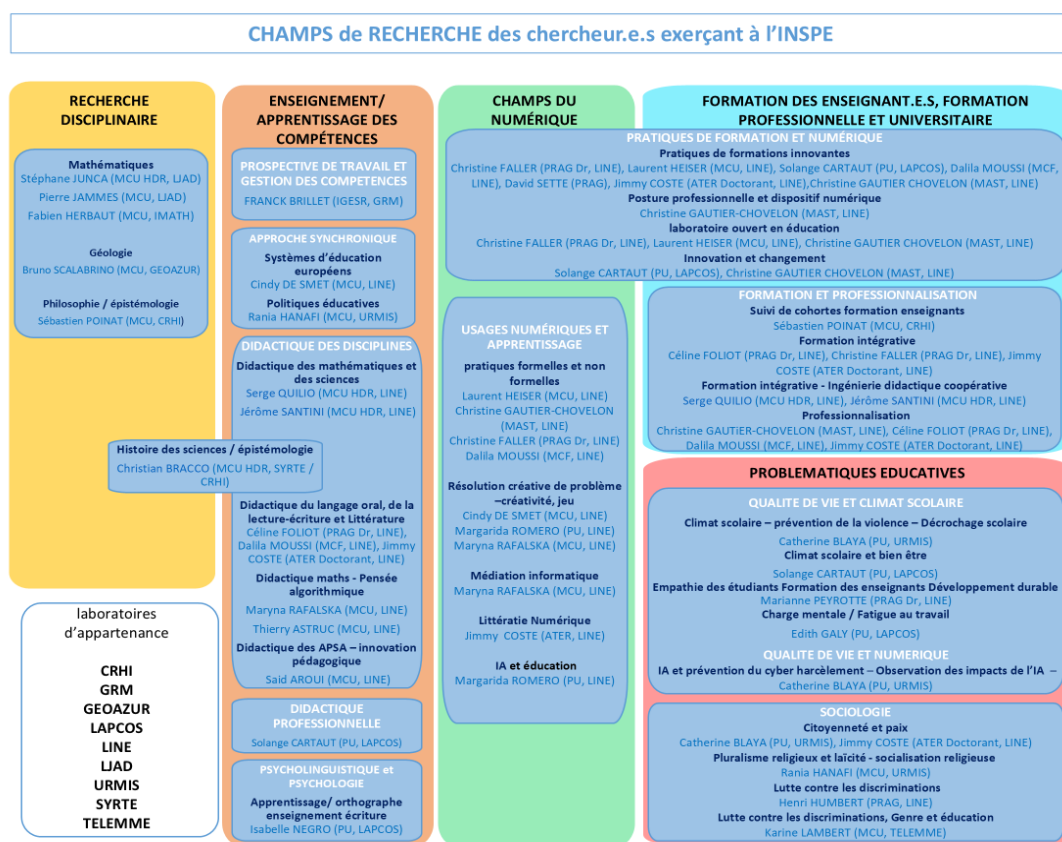 CHAMPS de RECHERCHE des chercheur.e.s exerçant à l’INSPE
RECHERCHE
DISCIPLINAIRE
Mathématiques
Stéphane JUNCA (MCU HDR, LJAD)
Pierre JAMMES (MCU, LJAD)
Fabien HERBAUT (MCU, IMATH)
Géologie
Bruno SCALABRINO (MCU, GEOAZUR)
Philosophie / épistémologie
Sébastien POINAT (MCU, CRHI)
laboratoires
d’appartenance
CRHI
GRM
GEOAZUR
LAPCOS
LINE
LJAD
URMIS
SYRTE
TELEMME
ENSEIGNEMENT/
APPRENTISSAGE DES
COMPÉTENCES
PROSPECTIVE DE TRAVAIL ET
GESTION DES COMPETENCES
FRANCK BRILLET (IGESR, GRM)
APPROCHE SYNCHRONIQUE
Systèmes d’éducation
européens
Cindy DE SMET (MCU, LINE)
Politiques éducatives
Rania HANAFI (MCU, URMIS)
DIDACTIQUE DES DISCIPLINES
Didactique des mathématiques et
des sciences
Serge QUILIO (MCU HDR, LINE)
Jérôme SANTINI (MCU HDR, LINE)
Histoire des sciences / épistémologie
Christian BRACCO (MCU HDR, SYRTE /
CRHI)
Didactique du langage oral, de la
lecture-écriture et Littérature
Céline FOLIOT (PRAG Dr, LINE),
Dalila MOUSSI (MCF, LINE), Jimmy
COSTE (ATER Doctorant, LINE)
Didactique maths - Pensée
algorithmique
Maryna RAFALSKA (MCU, LINE)
Thierry ASTRUC (MCU, LINE)
Didactique des APSA – innovation
pédagogique
Said AROUI (MCU, LINE)
DIDACTIQUE
PROFESSIONNELLE
Solange CARTAUT (PU, LAPCOS)
PSYCHOLINGUISTIQUE et
PSYCHOLOGIE
Apprentissage/ orthographe
enseignement écriture
Isabelle NEGRO (PU, LAPCOS)
CHAMPS DU
NUMÉRIQUE
USAGES NUMÉRIQUES ET
APPRENTISSAGE
pratiques formelles et non
formelles
Laurent HEISER (MCU, LINE)
Christine GAUTIER-CHOVELON
(MAST, LINE)
Christine FALLER (PRAG Dr, LINE)
Dalila MOUSSI (MCF, LINE)
Résolution créative de problème
–créativité, jeu
Cindy DE SMET (MCU, LINE)
Margarida ROMERO (PU, LINE)
Maryna RAFALSKA (MCU, LINE)
Médiation informatique
Maryna RAFALSKA (MCU, LINE)
Littératie Numérique
Jimmy COSTE (ATER, LINE)
IA et éducation
Margarida ROMERO (PU, LINE)
FORMATION DES ENSEIGNANT.E.S, FORMATION
PROFESSIONNELLE ET UNIVERSITAIRE
PRATIQUES DE FORMATION ET NUMÉRIQUE
Pratiques de formations innovantes
Christine FALLER (PRAG Dr, LINE), Laurent HEISER (MCU, LINE), Solange CARTAUT (PU, LAPCOS), Dalila MOUSSI (MCF,
LINE), David SETTE (PRAG), Jimmy COSTE (ATER Doctorant, LINE),Christine GAUTIER CHOVELON (MAST, LINE)
Posture professionnelle et dispositif numérique
Christine GAUTIER-CHOVELON (MAST, LINE)
laboratoire ouvert en éducation
Christine FALLER (PRAG Dr, LINE), Laurent HEISER (MCU, LINE), Christine GAUTIER CHOVELON (MAST, LINE)
Innovation et changement
Solange CARTAUT (PU, LAPCOS), Christine GAUTIER CHOVELON (MAST, LINE)
FORMATION ET PROFESSIONNALISATION
Suivi de cohortes formation enseignants
Sébastien POINAT (MCU, CRHI)
Formation intégrative
Céline FOLIOT (PRAG Dr, LINE), Christine FALLER (PRAG Dr, LINE), Jimmy
COSTE (ATER Doctorant, LINE)
Formation intégrative - Ingénierie didactique coopérative
Serge QUILIO (MCU HDR, LINE), Jérôme SANTINI (MCU HDR, LINE)
Professionnalisation
Christine GAUTiER-CHOVELON (MAST, LINE), Céline FOLIOT (PRAG Dr, LINE),
Dalila MOUSSI (MCF, LINE), Jimmy COSTE (ATER Doctorant, LINE)
PROBLEMATIQUES EDUCATIVES
QUALITE DE VIE ET CLIMAT SCOLAIRE
Climat scolaire – prévention de la violence – Décrochage scolaire
Catherine BLAYA (PU, URMIS)
Climat scolaire et bien être
Solange CARTAUT (PU, LAPCOS)
Empathie des étudiants Formation des enseignants Développement durable
Marianne PEYROTTE (PRAG Dr, LINE)
Charge mentale / Fatigue au travail
Edith GALY (PU, LAPCOS)
QUALITE DE VIE ET NUMERIQUE
IA et prévention du cyber harcèlement – Observation des impacts de l’IA –
Catherine BLAYA (PU, URMIS)
SOCIOLOGIE
Citoyenneté et paix
Catherine BLAYA (PU, URMIS), Jimmy COSTE (ATER Doctorant, LINE)
Pluralisme religieux et laïcité - socialisation religieuse
Rania HANAFI (MCU, URMIS)
Lutte contre les discriminations
Henri HUMBERT (PRAG, LINE)
Lutte contre les discriminations, Genre et éducation
Karine LAMBERT (MCU, TELEMME)